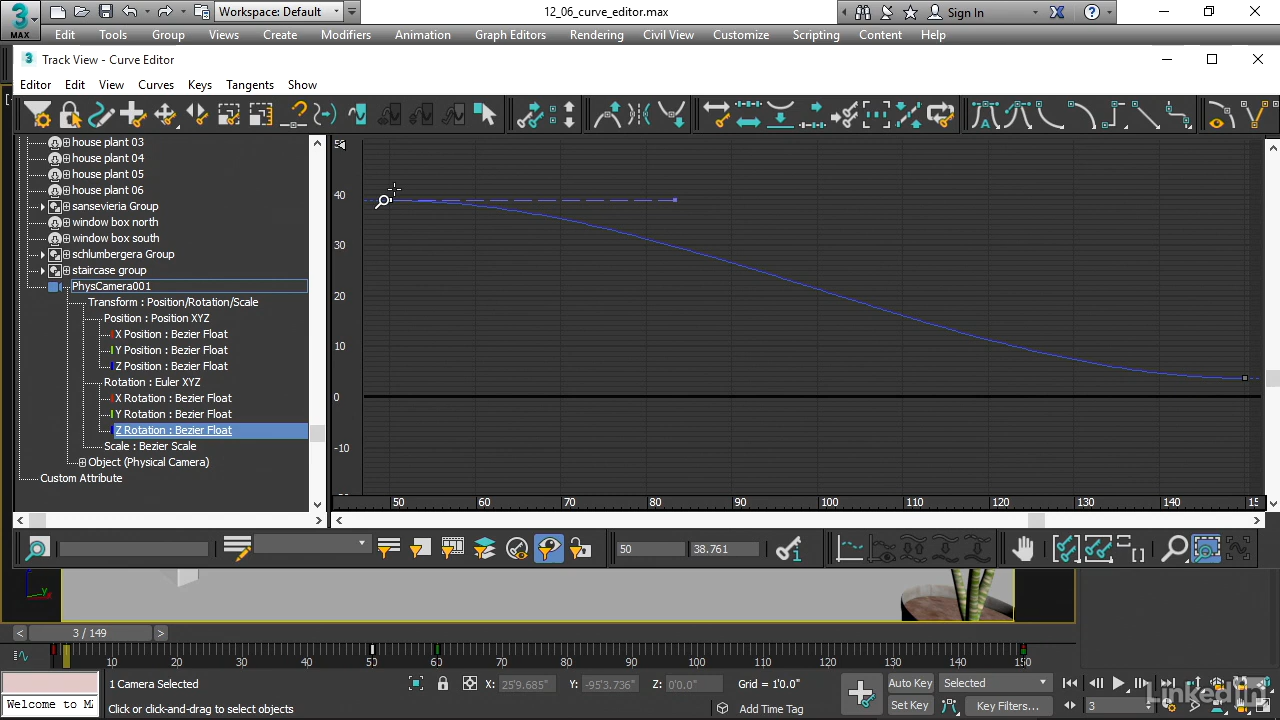 3 MAX Workspace: Default 12_06_curve_editor.max Sign In
Edit Tools Group Views Create Modifiers Animation Graph Editors Rendering Civil View Customize Scripting Content Help
3 Track View - Curve Editor
Editor Edit View Curves Keys Tangents Show
house plant 03
house plant 04
house plant 05
house plant 06
sansevieria Group
window box north
window box south
schlumbergera Group
staircase group
PhysCamera001
Transform : Position/Rotation/Scale
Position : Position XYZ
X Position : Bezier Float
Y Position : Bezier Float
Z Position : Bezier Float
Rotation : Euler XYZ
X Rotation : Bezier Float
Y Rotation : Bezier Float
Z Rotation : Bezier Float
Scale : Bezier Scale
Object (Physical Camera)
Custom Attribute
40
30
20
10
0
-10
50 60 70 80 90 100 110 120 130 140
50 38.761
3 / 149
10 20 30 40 50 60 70 80 90 100 110 120 130 140 150
1 Camera Selected X: 25'9.685" Y: -95'3.736" Z: 0'0.0" Grid = 1'0.0" Auto Key Selected
Welcome to Click or click-and-drag to select objects Add Time Tag Set Key Key Filters... 3
LinkedIn